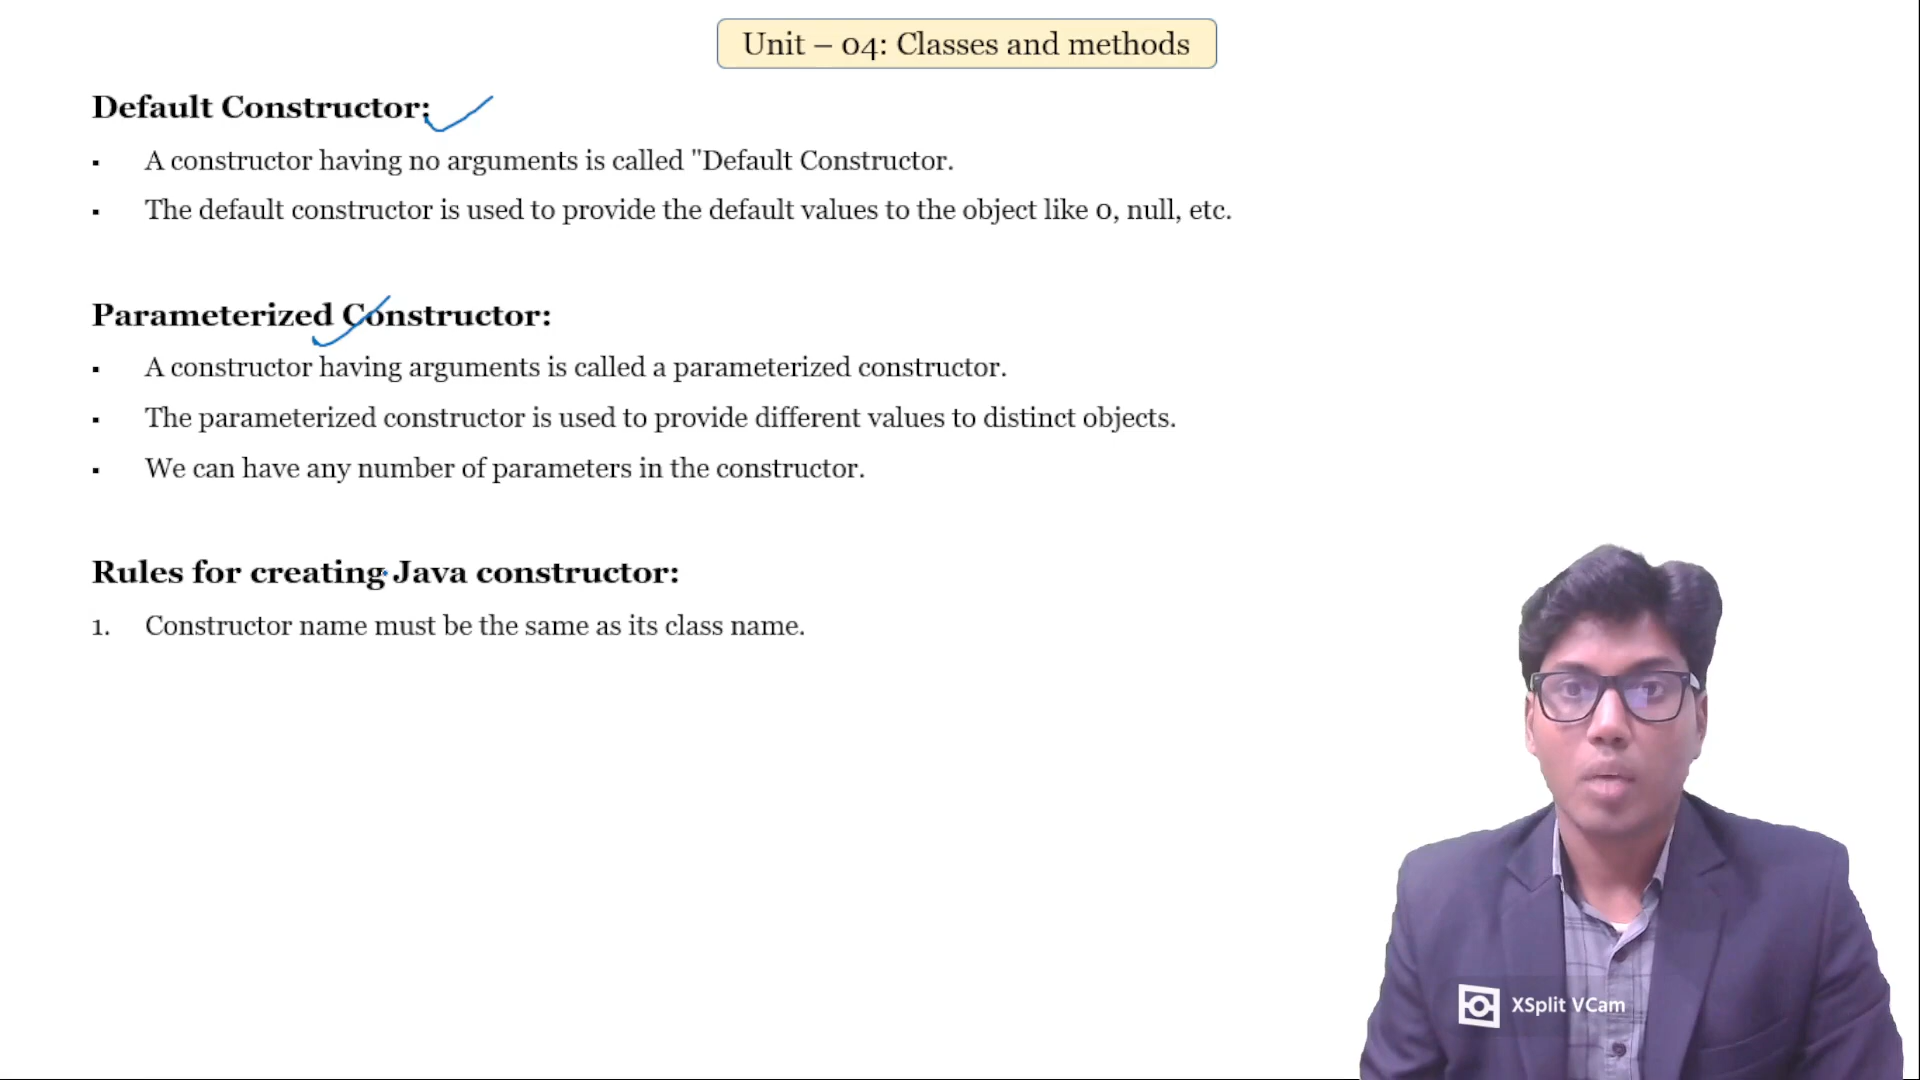 Unit – 04: Classes and methods
Default Constructor:
▪ A constructor having no arguments is called "Default Constructor.
▪ The default constructor is used to provide the default values to the object like 0, null, etc.
Parameterized Constructor:
▪ A constructor having arguments is called a parameterized constructor.
▪ The parameterized constructor is used to provide different values to distinct objects.
▪ We can have any number of parameters in the constructor.
Rules for creating Java constructor:
1. Constructor name must be the same as its class name.
XSplit VCam